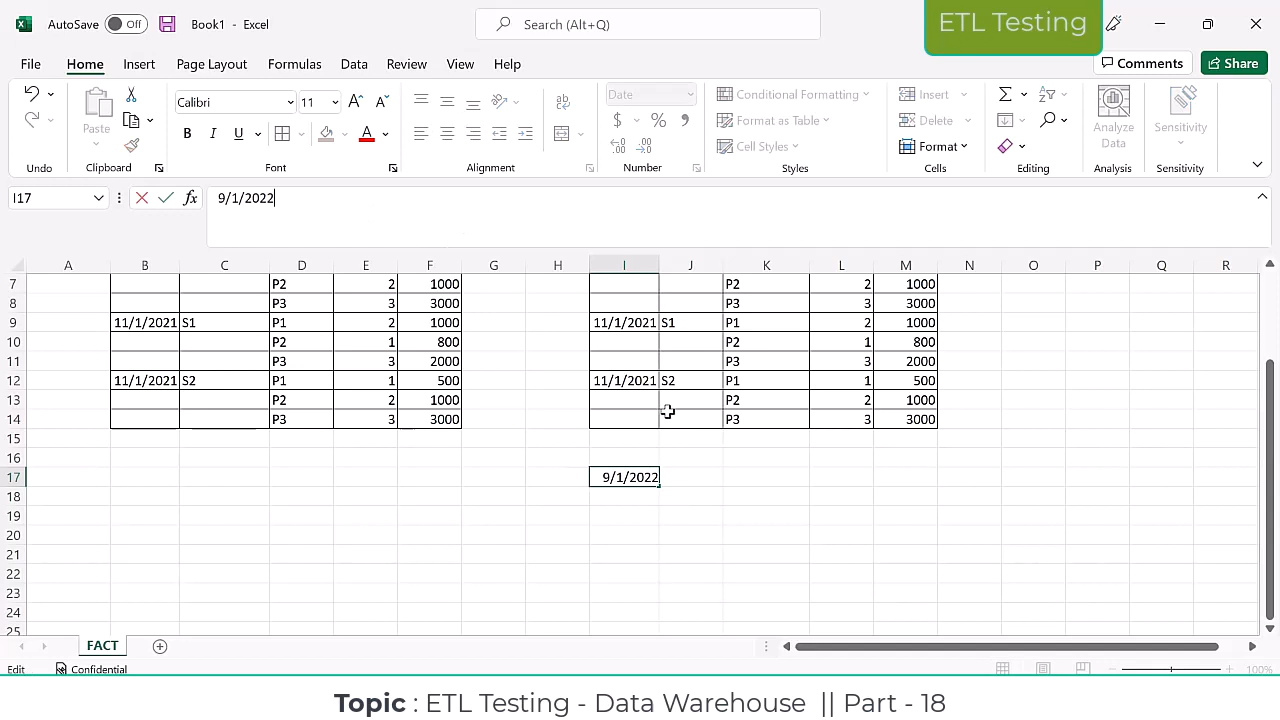 AutoSave Off Book1 - Excel Search (Alt+Q) ETL Testing
File Home Insert Page Layout Formulas Data Review View Help Comments Share
Calibri 11 Date Conditional Formatting Insert
Paste B I U A ab $ % Format as Table Delete Analyze Data Sensitivity
Cell Styles Format
Undo Clipboard Font Alignment Number Styles Cells Editing Analysis Sensitivity
I17 fx 9/1/2022
A B C D E F G H I J K L M N O P Q R
7 P2 2 1000 P2 2 1000
8 P3 3 3000 P3 3 3000
9 11/1/2021 S1 P1 2 1000 11/1/2021 S1 P1 2 1000
10 P2 1 800 P2 1 800
11 P3 3 2000 P3 3 2000
12 11/1/2021 S2 P1 1 500 11/1/2021 S2 P1 1 500
13 P2 2 1000 P2 2 1000
14 P3 3 3000 P3 3 3000
15
16
17 9/1/2022
18
19
20
21
22
23
24
25
FACT
Edit Confidential 100%
Topic : ETL Testing - Data Warehouse || Part - 18